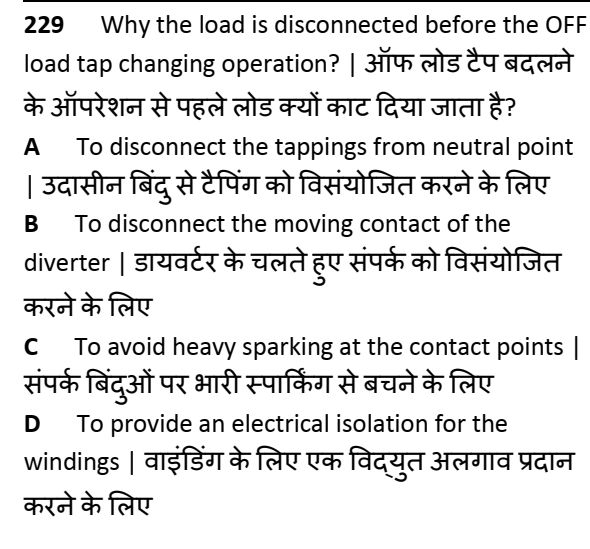 229 Why the load is disconnected before the OFF
load tap changing operation? | ऑफ लोड टैप बदलने
के ऑपरेशन से पहले लोड क्यों काट दिया जाता है?
A To disconnect the tappings from neutral point
| उदासीन बिंदु से टैपिंग को विसंयोजित करने के लिए
B To disconnect the moving contact of the
diverter | डायवर्टर के चलते हुए संपर्क को विसंयोजित
करने के लिए
C To avoid heavy sparking at the contact points |
संपर्क बिंदुओं पर भारी स्पार्किंग से बचने के लिए
D To provide an electrical isolation for the
windings | वाइंडिंग के लिए एक विद्युत अलगाव प्रदान
करने के लिए